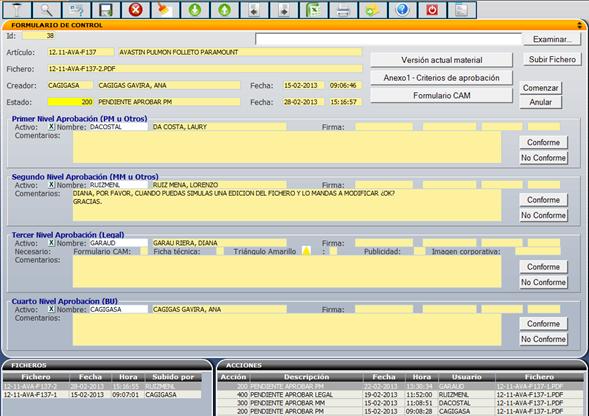 FORMULARIO DE CONTROL
Id: 38 Examinar...
Artículo: 12.11-AVA-F137 AVASTIN PULMON FOLLETO PARAMOUNT Versión actual material Subir Fichero
Fichero: 12-11-AVA-F137-2.PDF Anexo1 - Criterios de aprobación
Creador: CAGIGASA CAGIGAS GAVIRA, ANA Fecha: 15-02-2013 09:06:46 Formulario CAM Comenzar
Estado: 200 PENDIENTE APROBAR PM Fecha: 28-02-2013 15:16:57 Anular
Primer Nivel Aprobación (PM u Otros)
Activo: X Nombre: DACOSTAL DA COSTA, LAURY Firma:
Comentarios: Conforme
No Conforme
Segundo Nivel Aprobación (MM u Otros)
Activo: X Nombre: RUIZMENL RUIZ MENA, LORENZO Firma:
Comentarios: DIANA, POR FAVOR, CUANDO PUEDAS SIMULAS UNA EDICION DEL FICHERO Y LO MANDAS A MODIFICAR ¿OK? Conforme
GRACIAS. No Conforme
Tercer Nivel Aprobación (Legal)
Activo: X Nombre: GARAUD GARAU RIERA, DIANA Firma:
Necesario: Formulario CAM: Ficha técnica: Triángulo Amarillo : Publicidad: Imagen corporativa:
Comentarios: Conforme
No Conforme
Cuarto Nivel Aprobacion (BU)
Activo: X Nombre: CAGIGASA CAGIGAS GAVIRA, ANA Firma:
Comentarios: Conforme
No Conforme
FICHEROS
Fichero Fecha Hora Subido por
12-11-AVA-F137-2 28-02-2013 15:16:55 RUIZMENL
12-11-AVA-F137-1 15-02-2013 09:07:01 CAGIGASA
ACCIONES
Acción Descripción Fecha Hora Usuario Fichero
200 PENDIENTE APROBAR PM 22-02-2013 13:30:34 GARAUD 12-11-AVA-F137-1.PDF
400 PENDIENTE APROBAR LEGAL 19-02-2013 11:52:00 RUIZMENL 12-11-AVA-F137-1.PDF
300 PENDIENTE APROBAR MM 15-02-2013 11:08:51 DACOSTAL 12-11-AVA-F137-1.PDF
200 PENDIENTE APROBAR PM 15-02-2013 09:08:28 CAGIGASA 12-11-AVA-F137-1.PDF